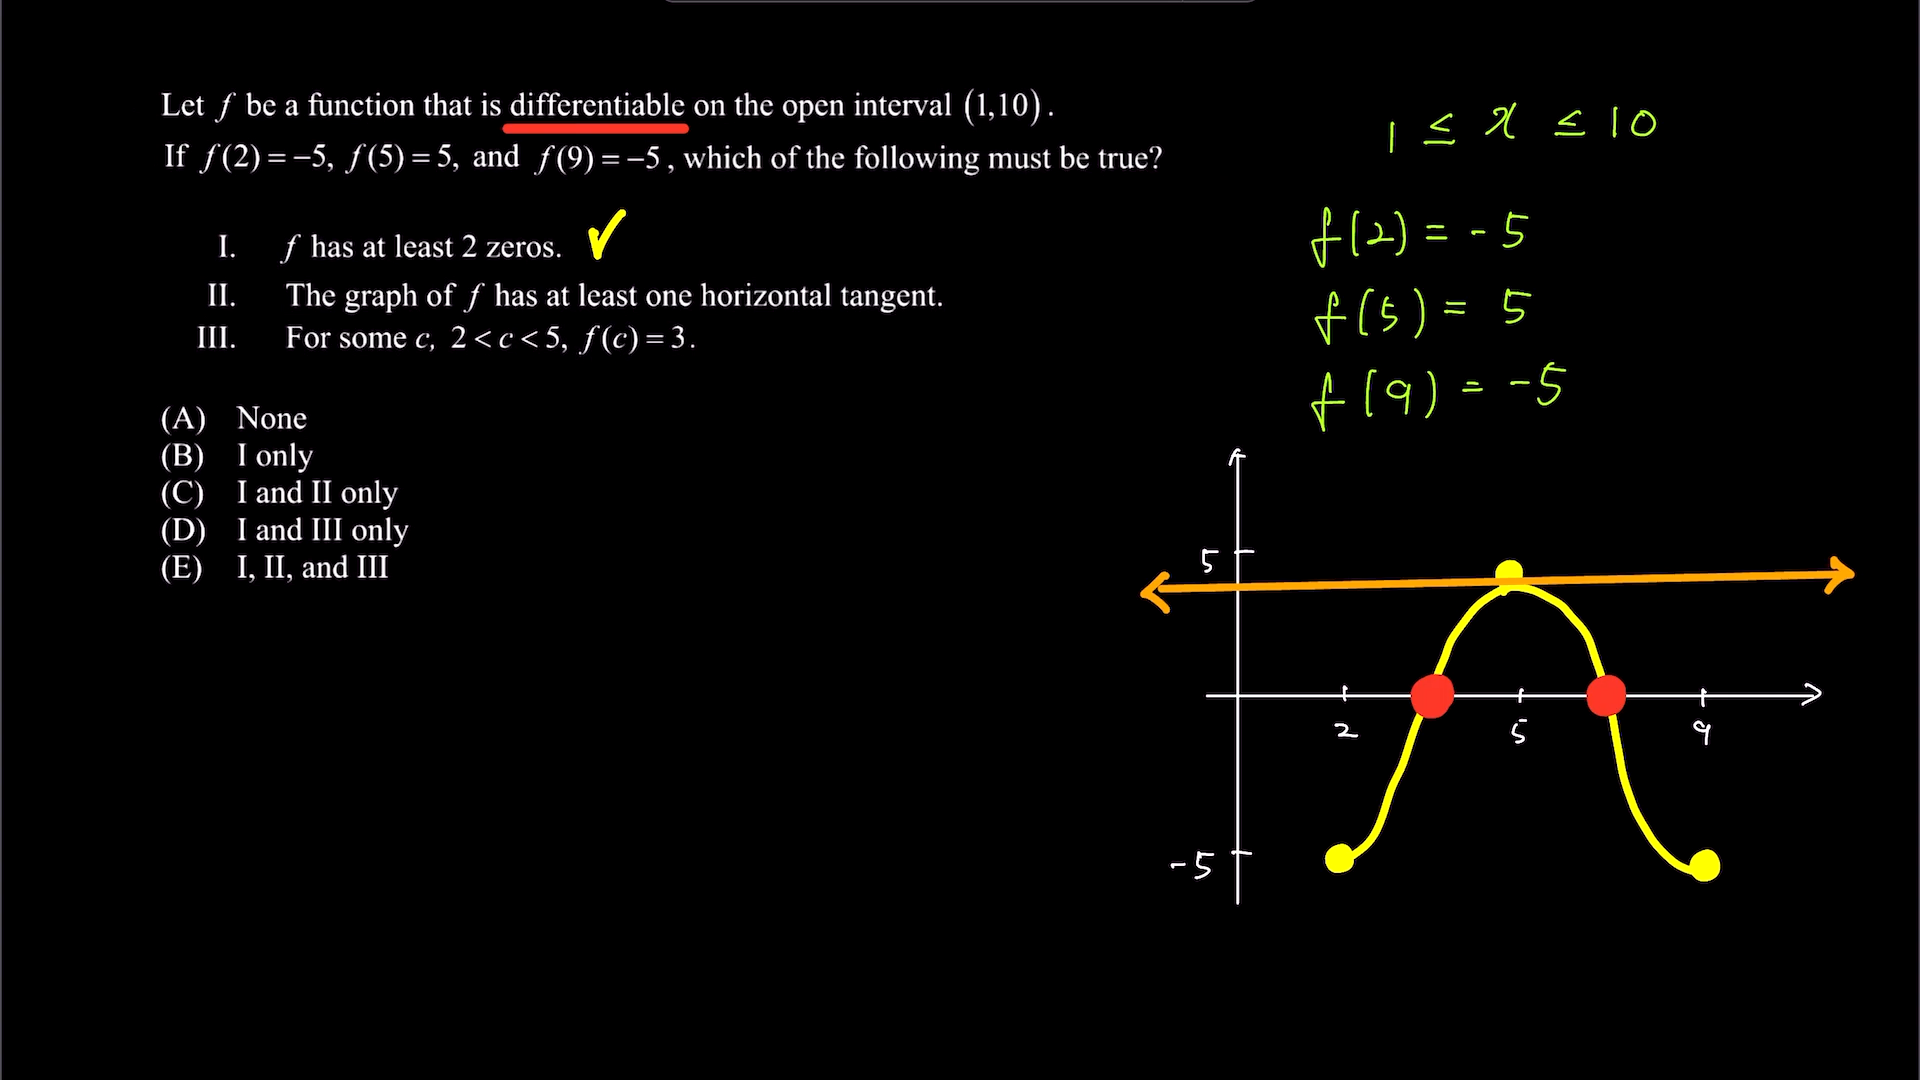 Let f be a function that is differentiable on the open interval (1,10).
If f(2) = −5, f(5) = 5, and f(9) = −5, which of the following must be true?
I. f has at least 2 zeros. ✓
II. The graph of f has at least one horizontal tangent.
III. For some c, 2 < c < 5, f(c) = 3.
(A) None
(B) I only
(C) I and II only
(D) I and III only
(E) I, II, and III
1 ≤ x ≤ 10
f(2) = -5
f(5) = 5
f(9) = -5
5
2 5 9
-5